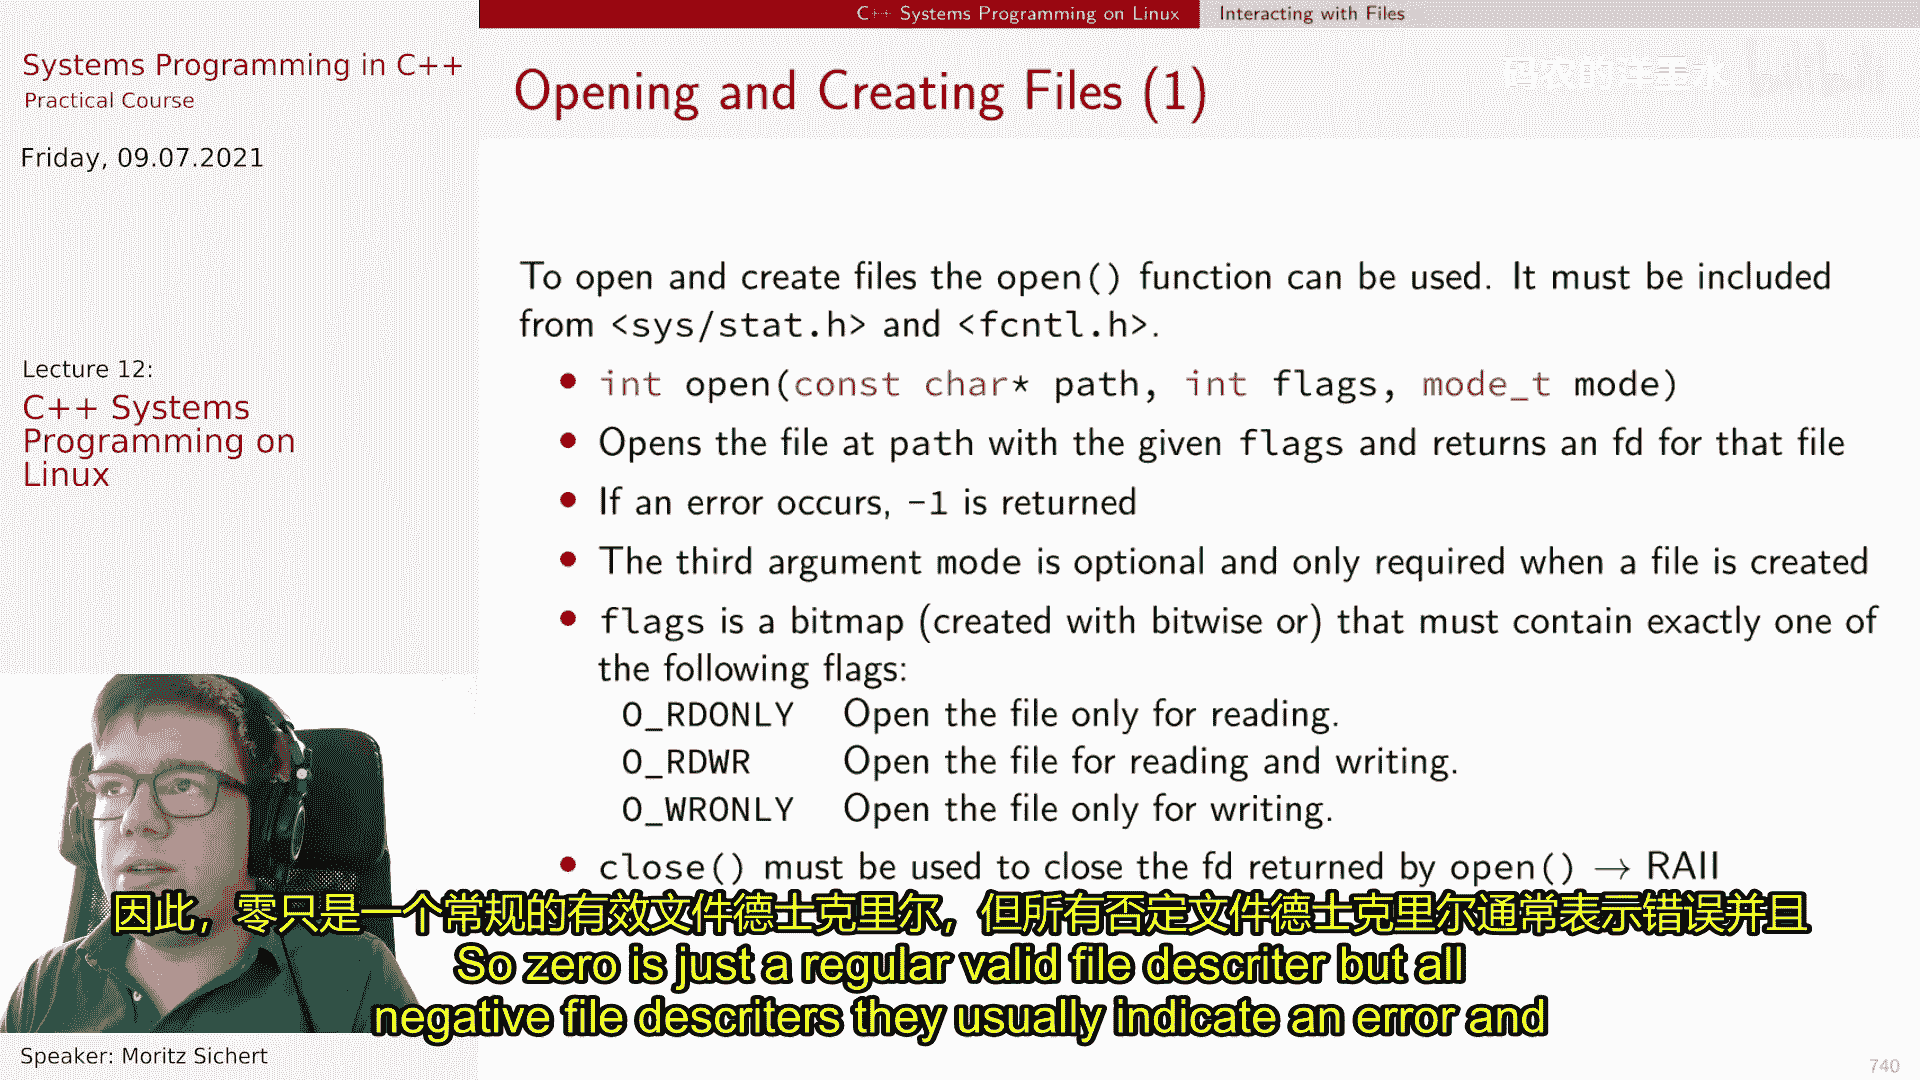 C++ Systems Programming on Linux
Interacting with Files
Systems Programming in C++
Practical Course
Friday, 09.07.2021
Lecture 12:
C++ Systems
Programming on
Linux
Opening and Creating Files (1)
To open and create files the open() function can be used. It must be included
from <sys/stat.h> and <fcntl.h>.
• int open(const char* path, int flags, mode_t mode)
• Opens the file at path with the given flags and returns an fd for that file
• If an error occurs, -1 is returned
• The third argument mode is optional and only required when a file is created
• flags is a bitmap (created with bitwise or) that must contain exactly one of
the following flags:
O_RDONLY Open the file only for reading.
O_RDWR Open the file for reading and writing.
O_WRONLY Open the file only for writing.
• close() must be used to close the fd returned by open() → RAII
因此，零只是一个常规的有效文件德士克里尔，但所有否定文件德士克里尔通常表示错误并且
So zero is just a regular valid file descriter but all
negative file descriters they usually indicate an error and
Speaker: Moritz Sichert
740